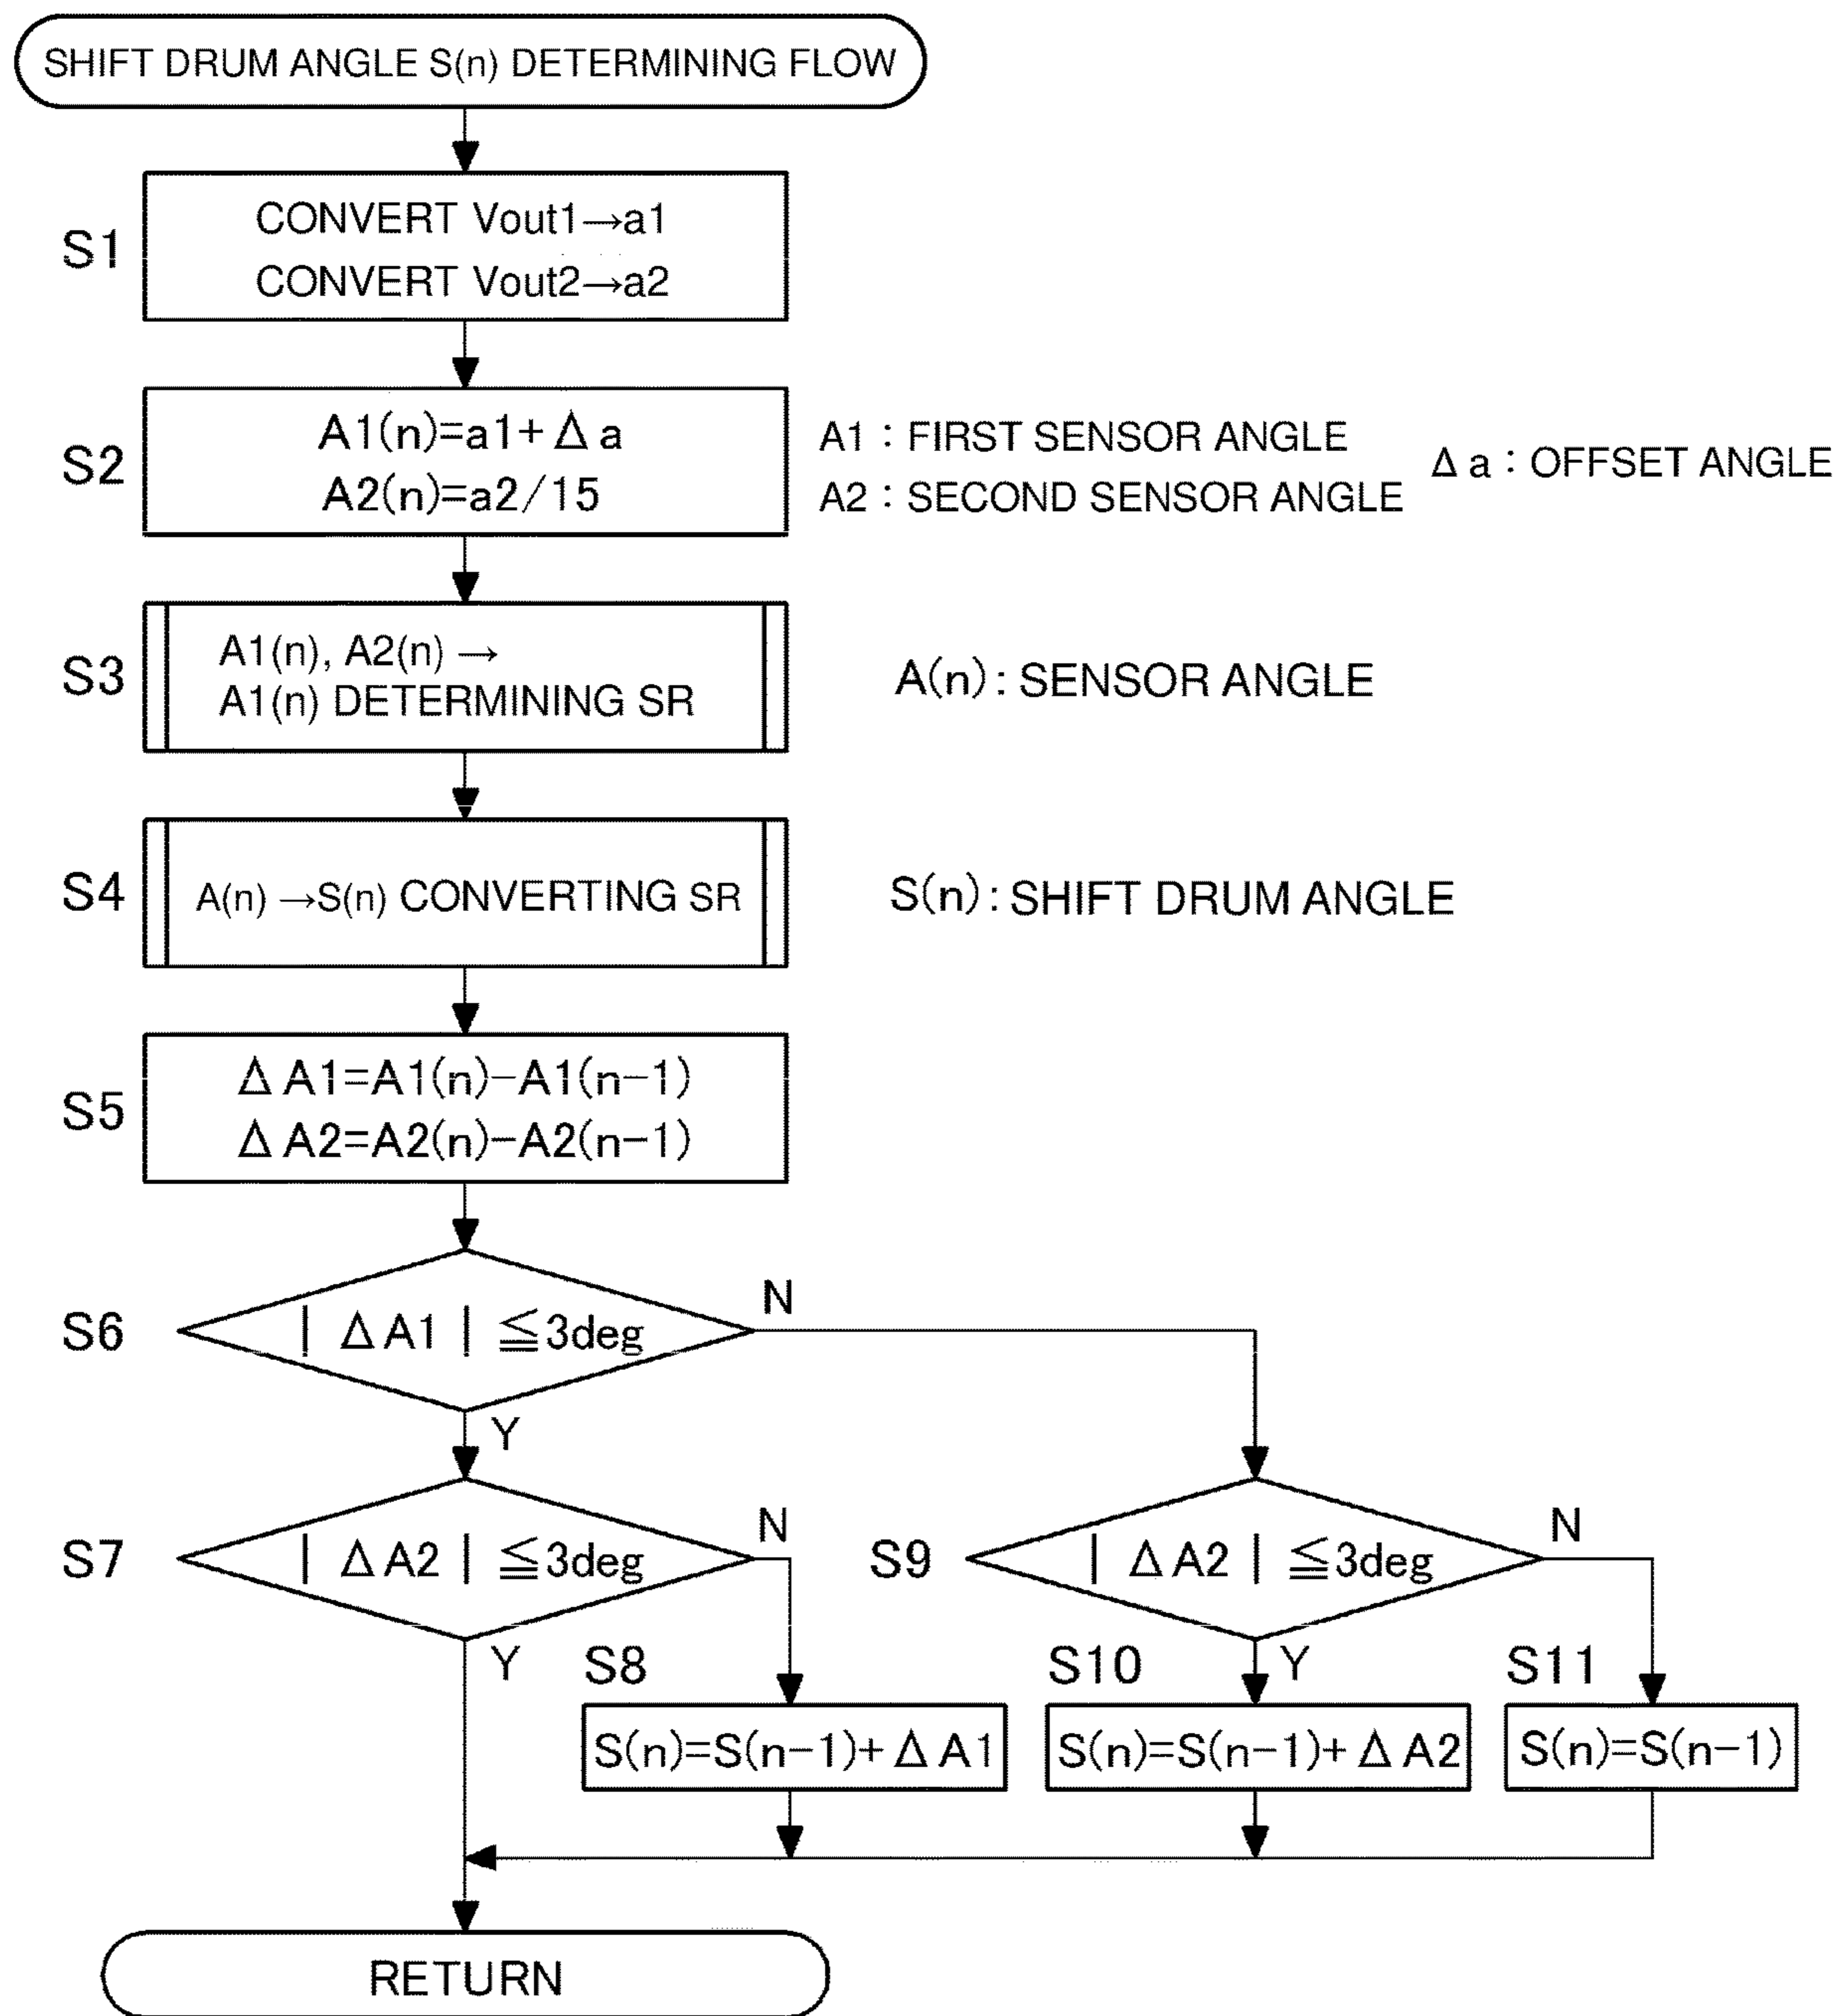 SHIFT DRUM ANGLE S(n) DETERMINING FLOW
S1
CONVERT Vout1→a1
CONVERT Vout2→a2
S2
A1(n)=a1+Δa
A2(n)=a2/15
A1 : FIRST SENSOR ANGLE
A2 : SECOND SENSOR ANGLE
Δa : OFFSET ANGLE
S3
A1(n), A2(n) →
A1(n) DETERMINING SR
A(n) : SENSOR ANGLE
S4
A(n) →S(n) CONVERTING SR
S(n) : SHIFT DRUM ANGLE
S5
ΔA1=A1(n)-A1(n-1)
ΔA2=A2(n)-A2(n-1)
S6
| ΔA1 | ≦3deg
N
Y
S7
| ΔA2 | ≦3deg
N
Y
S9
| ΔA2 | ≦3deg
N
Y
S8
S(n)=S(n-1)+ΔA1
S10
S(n)=S(n-1)+ΔA2
S11
S(n)=S(n-1)
RETURN